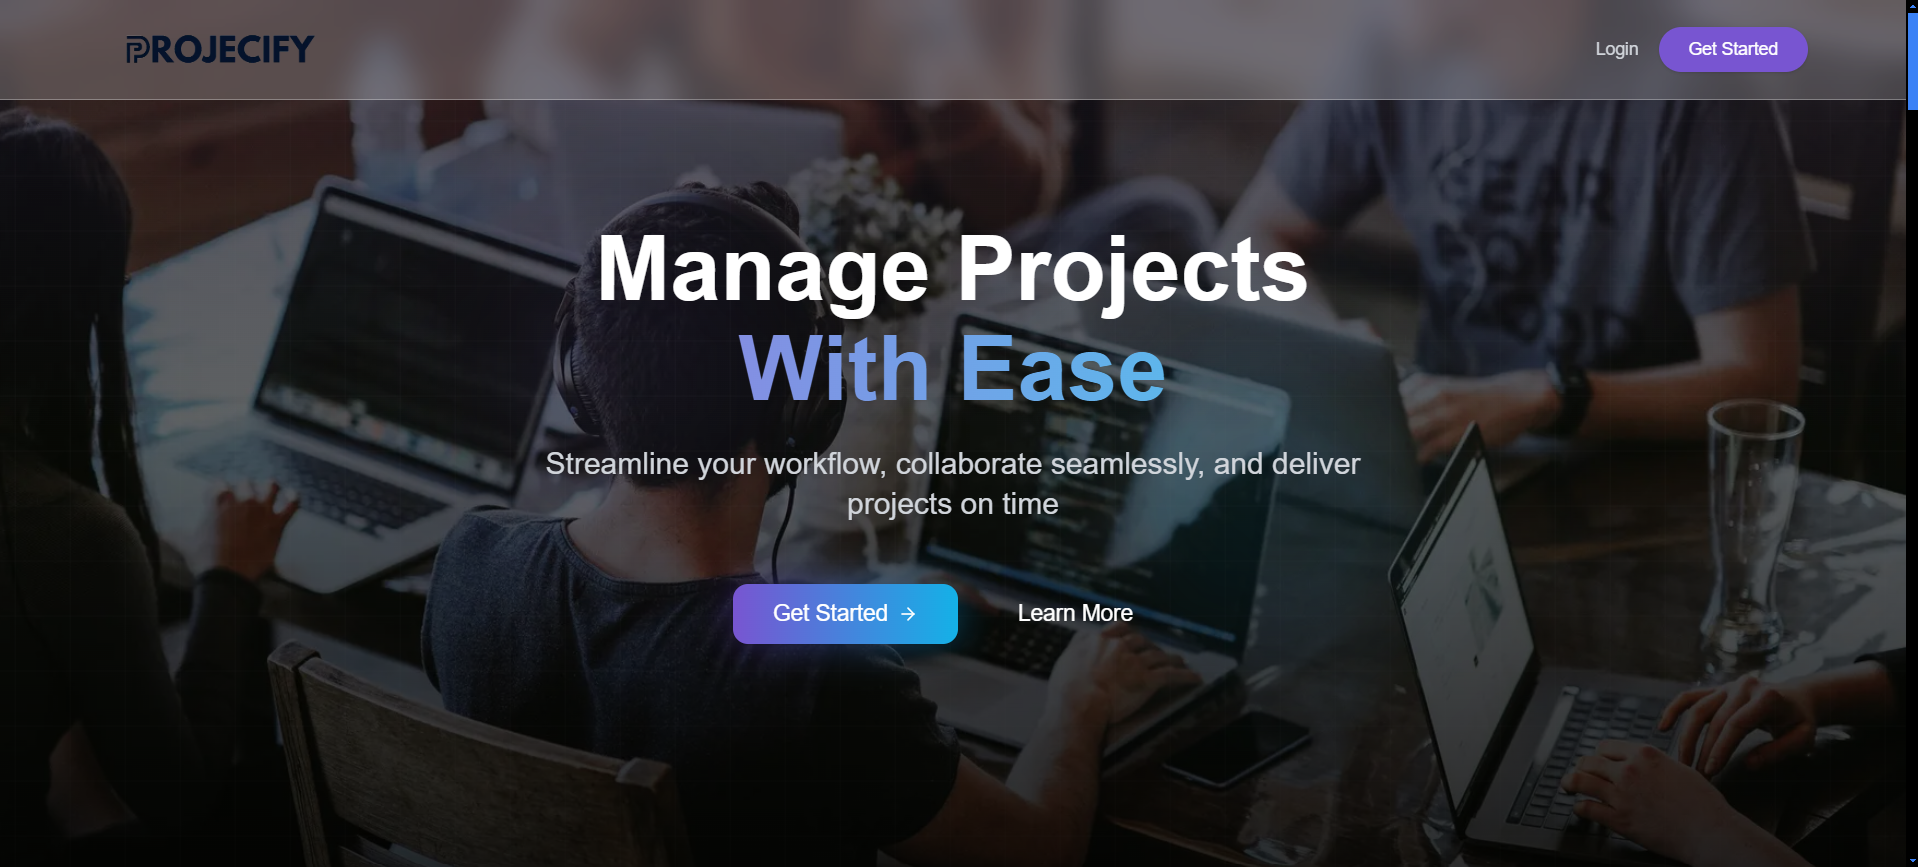 PROJECIFY
Login
Get Started
Manage Projects
With Ease
Streamline your workflow, collaborate seamlessly, and deliver
projects on time
Get Started →
Learn More